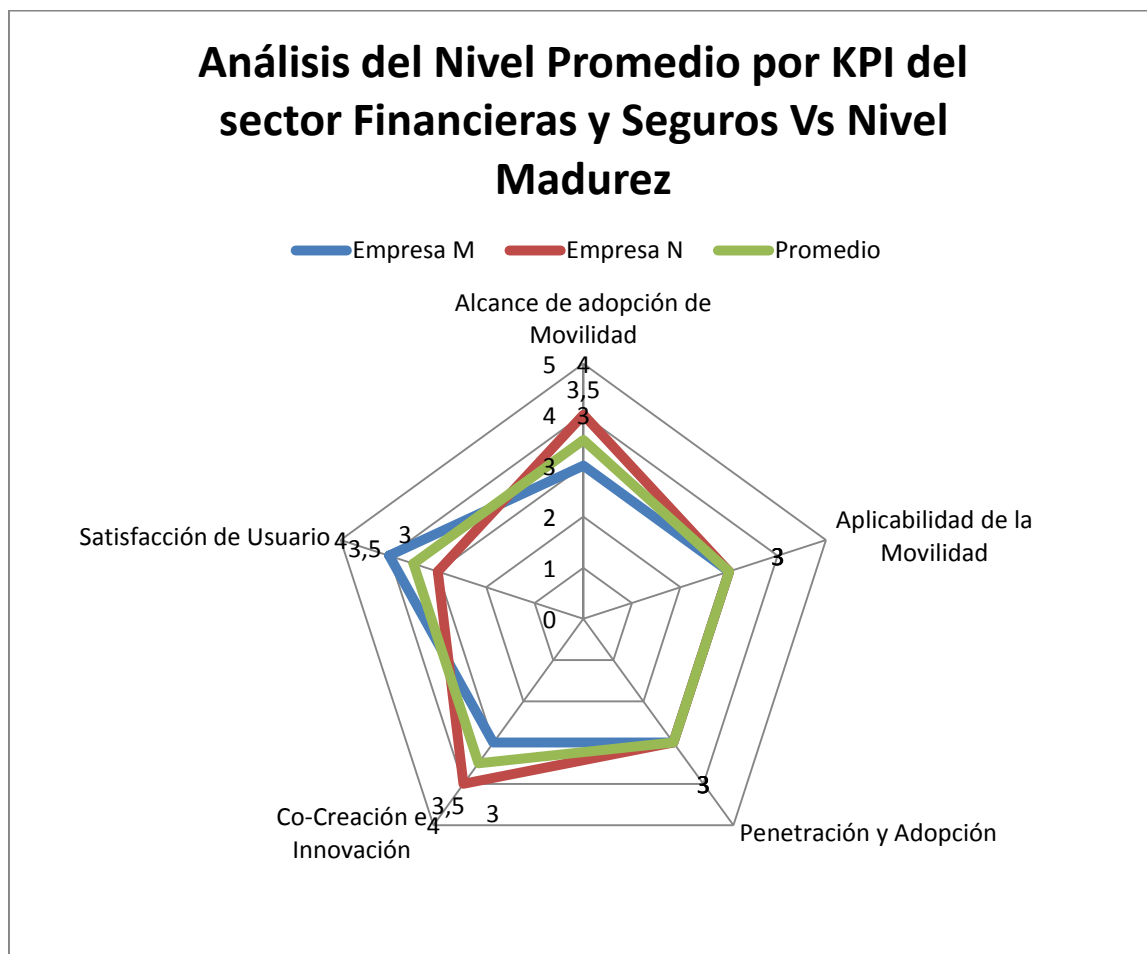 Análisis del Nivel Promedio por KPI del
sector Financieras y Seguros Vs Nivel
Madurez
Empresa M Empresa N Promedio
Alcance de adopción de
Movilidad
5 4
3,5
4 3
3
2
1
0
Aplicabilidad de la
Movilidad
3
Satisfacción de Usuario 4 3,5 3
3
Penetración y Adopción
Co-Creación e
Innovación
3,5 3
4